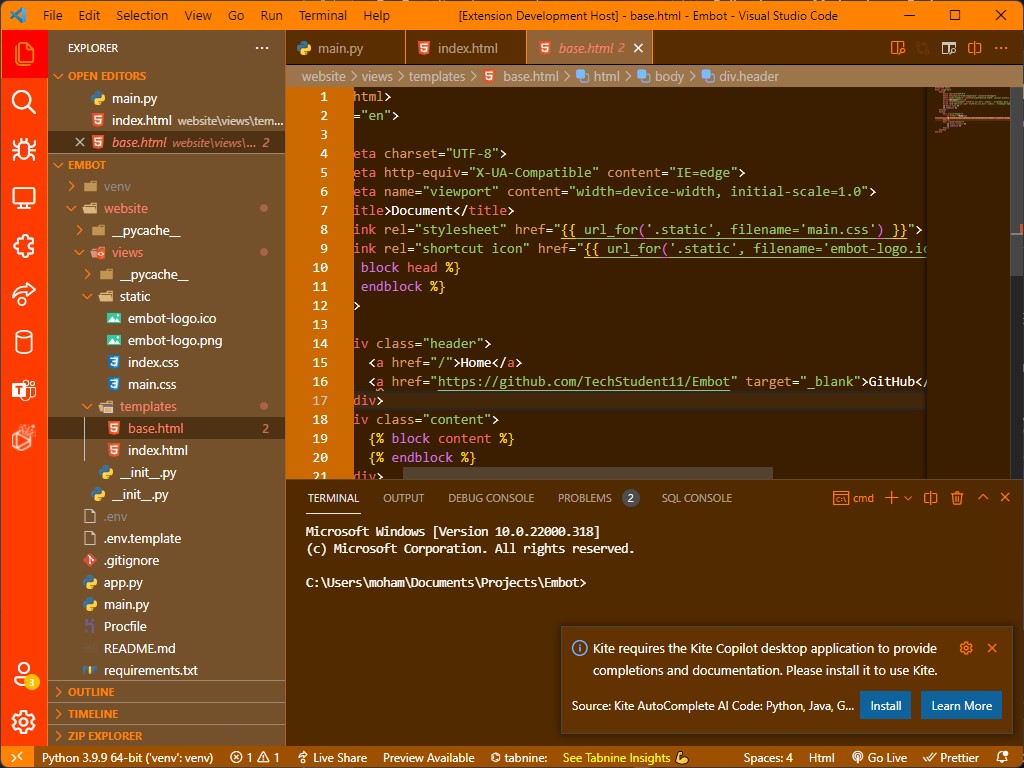 File Edit Selection View Go Run Terminal Help [Extension Development Host] - base.html - Embot - Visual Studio Code
EXPLORER
OPEN EDITORS
main.py
index.html website\views\tem...
base.html website\views\... 2
EMBOT
venv
website
__pycache__
views
__pycache__
static
embot-logo.ico
embot-logo.png
index.css
main.css
templates
base.html 2
index.html
__init__.py
__init__.py
.env
.env.template
.gitignore
app.py
main.py
Procfile
README.md
requirements.txt
OUTLINE
TIMELINE
ZIP EXPLORER
3
main.py index.html base.html 2
website > views > templates > base.html > html > body > div.header
1 html>
2 ="en">
3
4 eta charset="UTF-8">
5 eta http-equiv="X-UA-Compatible" content="IE=edge">
6 eta name="viewport" content="width=device-width, initial-scale=1.0">
7 itle>Document</title>
8 ink rel="stylesheet" href="{{ url_for('.static', filename='main.css') }}">
9 ink rel="shortcut icon" href="{{ url_for('.static', filename='embot-logo.ic
10 block head %}
11 endblock %}
12 >
13
14 iv class="header">
15 <a href="/">Home</a>
16 <a href="https://github.com/TechStudent11/Embot" target="_blank">GitHub</
17 div>
18 iv class="content">
19 {% block content %}
20 {% endblock %}
21 div>
TERMINAL OUTPUT DEBUG CONSOLE PROBLEMS 2 SQL CONSOLE cmd
Microsoft Windows [Version 10.0.22000.318]
(c) Microsoft Corporation. All rights reserved.
C:\Users\moham\Documents\Projects\Embot>
Kite requires the Kite Copilot desktop application to provide
completions and documentation. Please install it to use Kite.
Source: Kite AutoComplete AI Code: Python, Java, G... Install Learn More
Python 3.9.9 64-bit ('venv': venv) 1 1 Live Share Preview Available tabnine: See Tabnine Insights Spaces: 4 Html Go Live Prettier